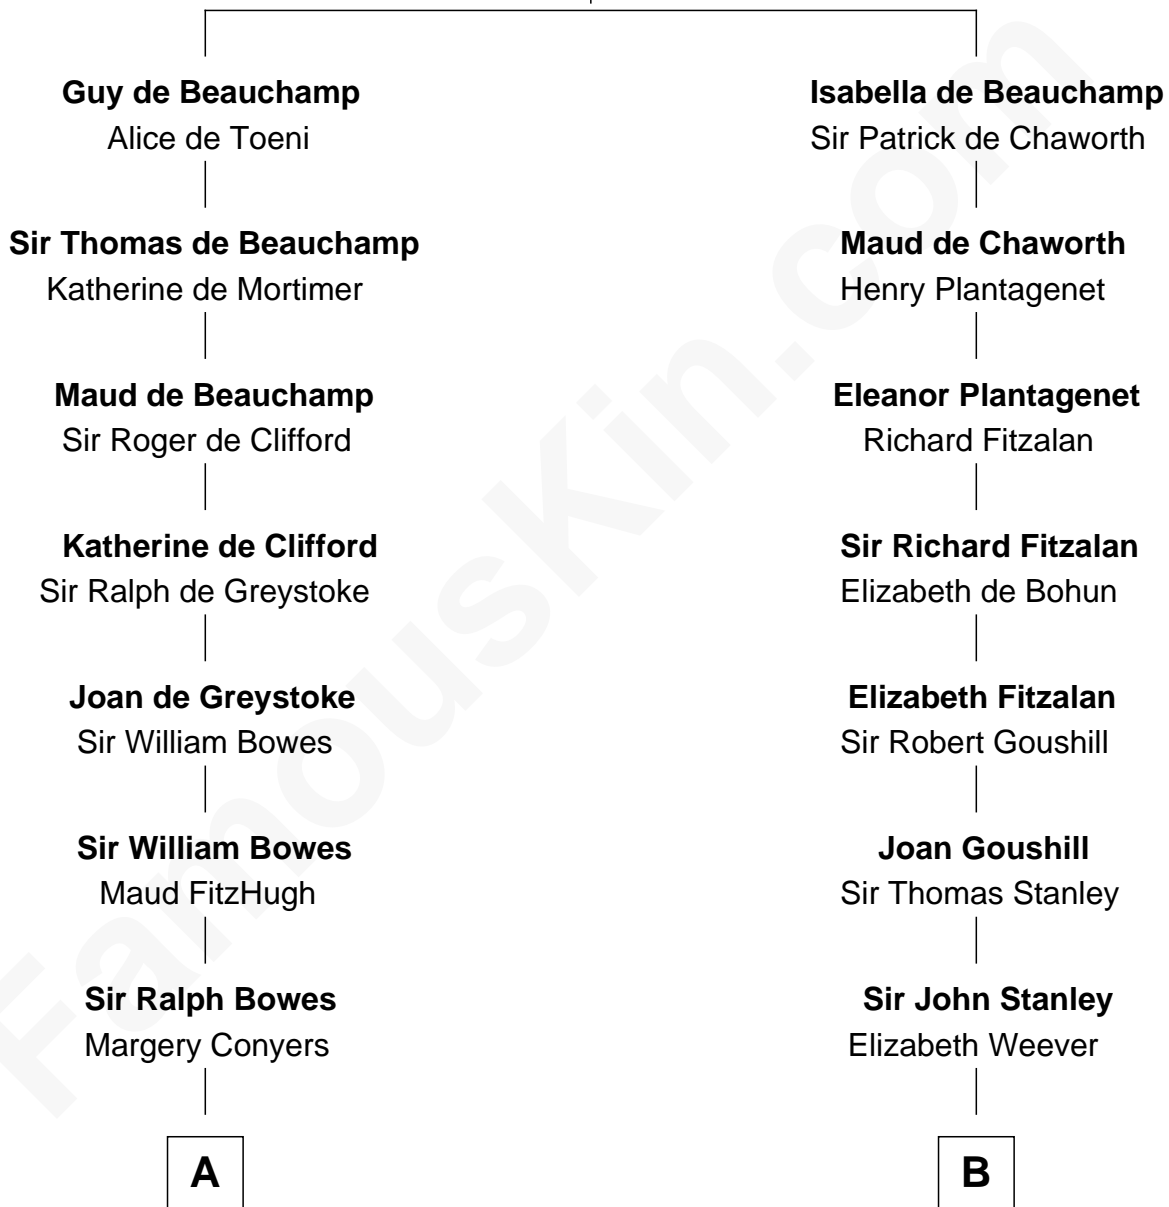 Guy de Beauchamp
Alice de Toeni
Sir Thomas de Beauchamp
Katherine de Mortimer
Maud de Beauchamp
Sir Roger de Clifford
Katherine de Clifford
Sir Ralph de Greystoke
Joan de Greystoke
Sir William Bowes
Sir William Bowes
Maud FitzHugh
Sir Ralph Bowes
Margery Conyers
A
Isabella de Beauchamp
Sir Patrick de Chaworth
Maud de Chaworth
Henry Plantagenet
Eleanor Plantagenet
Richard Fitzalan
Sir Richard Fitzalan
Elizabeth de Bohun
Elizabeth Fitzalan
Sir Robert Goushill
Joan Goushill
Sir Thomas Stanley
Sir John Stanley
Elizabeth Weever
B
FamousKin.com